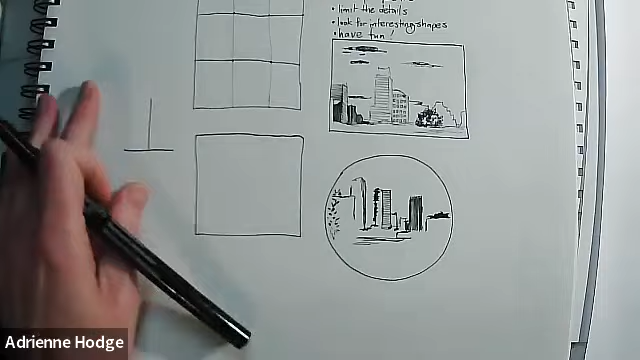 • limit the details
• look for interesting shapes
• have fun !
Adrienne Hodge